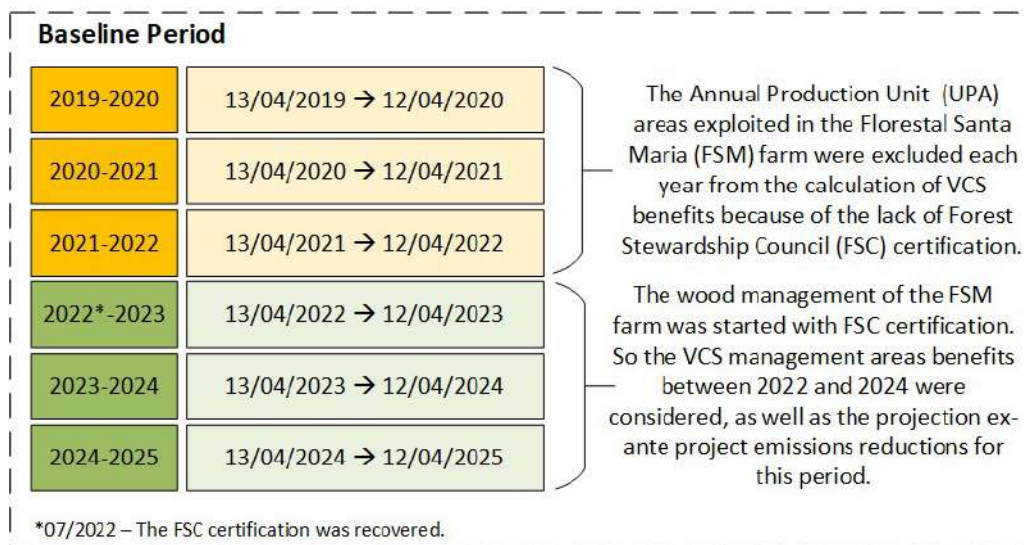 Baseline Period
2019-2020
13/04/2019 → 12/04/2020
2020-2021
13/04/2020 → 12/04/2021
2021-2022
13/04/2021 → 12/04/2022
The Annual Production Unit (UPA)
areas exploited in the Florestal Santa
Maria (FSM) farm were excluded each
year from the calculation of VCS
benefits because of the lack of Forest
Stewardship Council (FSC) certification.
2022*-2023
13/04/2022 → 12/04/2023
2023-2024
13/04/2023 → 12/04/2024
2024-2025
13/04/2024 → 12/04/2025
The wood management of the FSM
farm was started with FSC certification.
So the VCS management areas benefits
between 2022 and 2024 were
considered, as well as the projection ex-
ante project emissions reductions for
this period.
*07/2022 – The FSC certification was recovered.